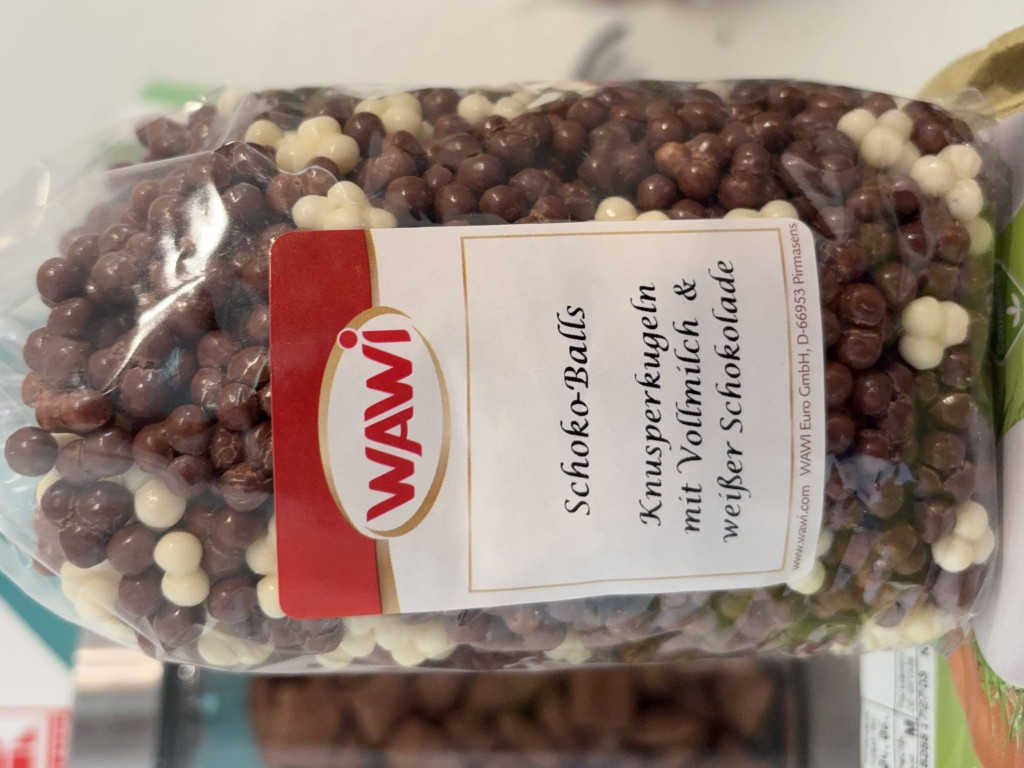 WAWI
Schoko-Balls
Knusperkugeln
mit Vollmilch &
weißer Schokolade
www.wawi.com WAWI Euro GmbH, D-66953 Pirmasens